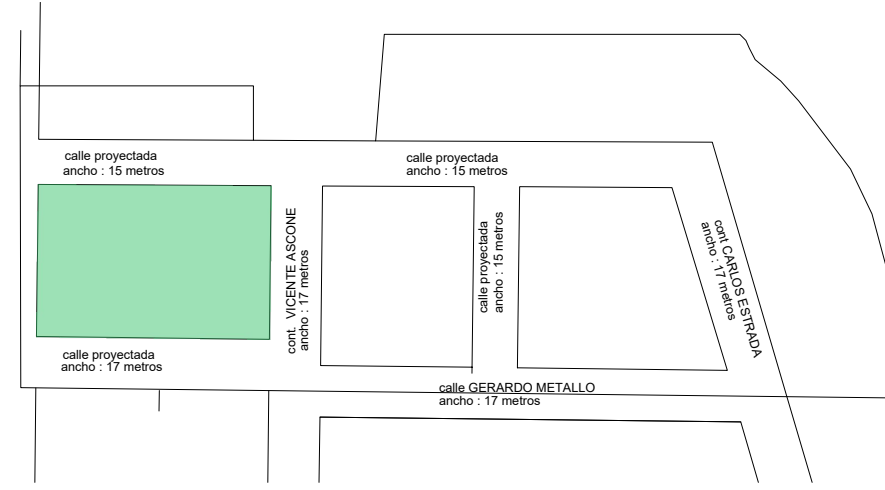 calle proyectada
ancho : 15 metros
calle proyectada
ancho : 15 metros
cont. VICENTE ASCONE
ancho : 17 metros
calle proyectada
ancho : 15 metros
cont CARLOS ESTRADA
ancho : 17 metros
calle proyectada
ancho : 17 metros
calle GERARDO METALLO
ancho : 17 metros